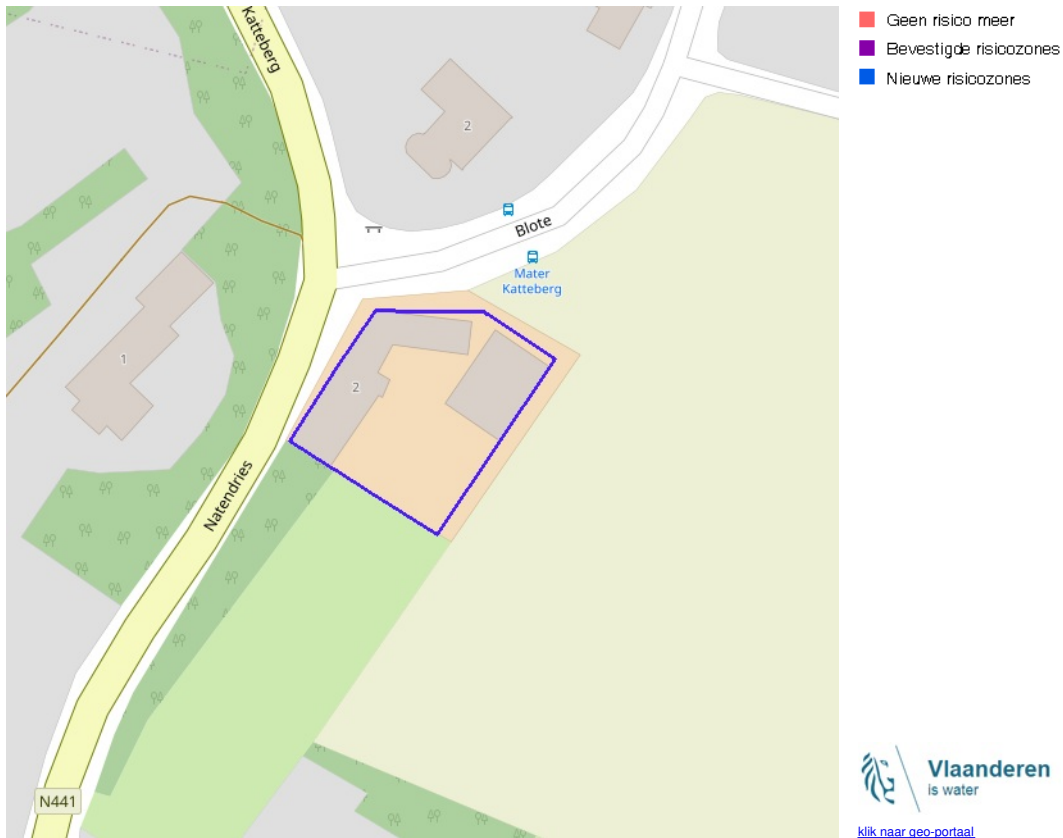 Geen risico meer
Bevestigde risicozones
Nieuwe risicozones
Katteberg
2
Blote
Mater
Katteberg
1
2
Natendries
N441
Vlaanderen
is water
klik naar geo-portaal